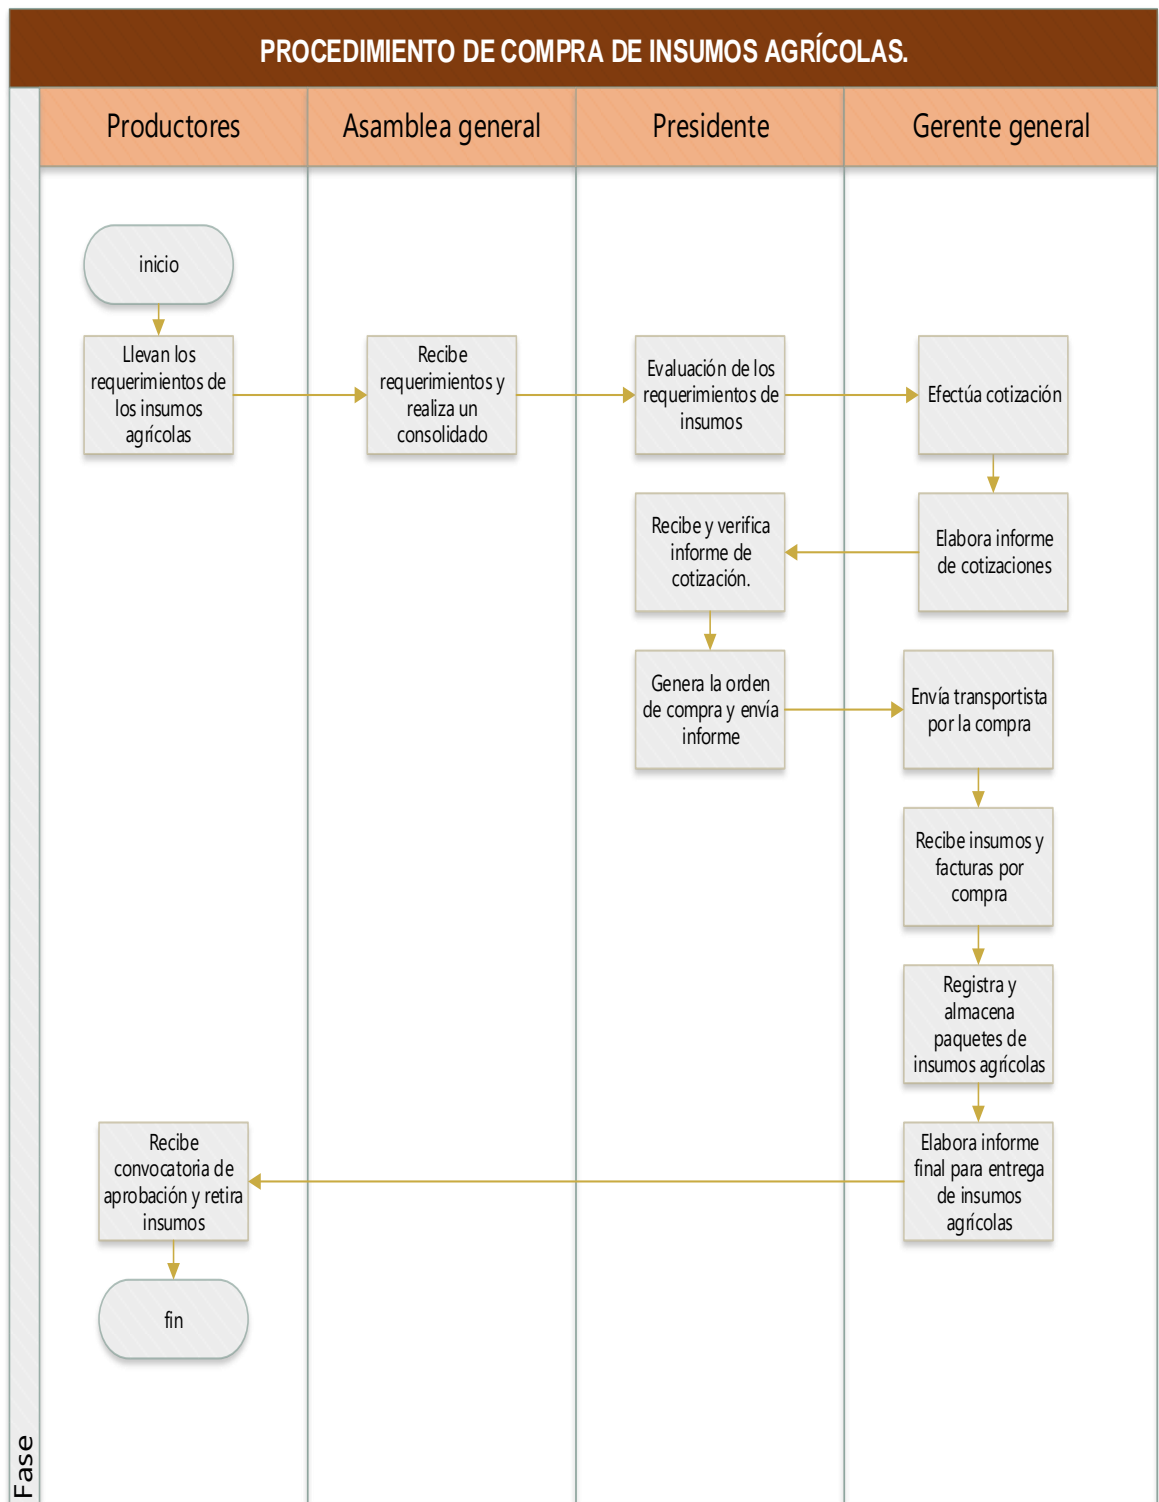 PROCEDIMIENTO DE COMPRA DE INSUMOS AGRÍCOLAS.
Productores
Asamblea general
Presidente
Gerente general
inicio
Llevan los
requerimientos de
los insumos
agrícolas
Recibe
requerimientos y
realiza un
consolidado
Evaluación de los
requerimientos de
insumos
Efectúa cotización
Recibe y verifica
informe de
cotización.
Elabora informe
de cotizaciones
Genera la orden
de compra y envía
informe
Envía transportista
por la compra
Recibe insumos y
facturas por
compra
Registra y
almacena
paquetes de
insumos agrícolas
Recibe
convocatoria de
aprobación y retira
insumos
Elabora informe
final para entrega
de insumos
agrícolas
fin
Fase